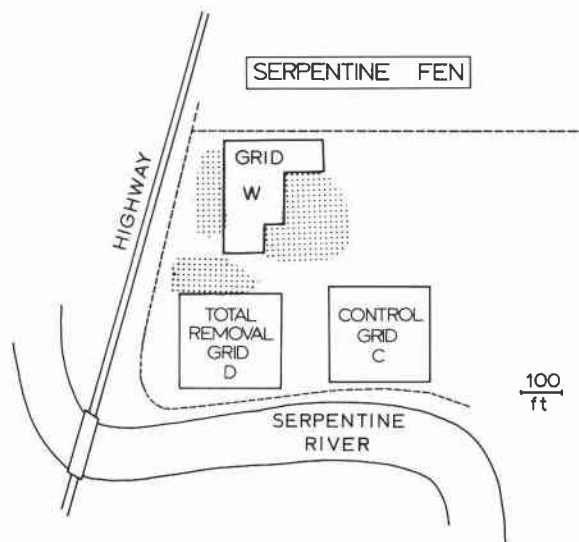 SERPENTINE FEN
HIGHWAY
GRID
W
TOTAL
REMOVAL
GRID
D
CONTROL
GRID
C
100
ft
SERPENTINE
RIVER